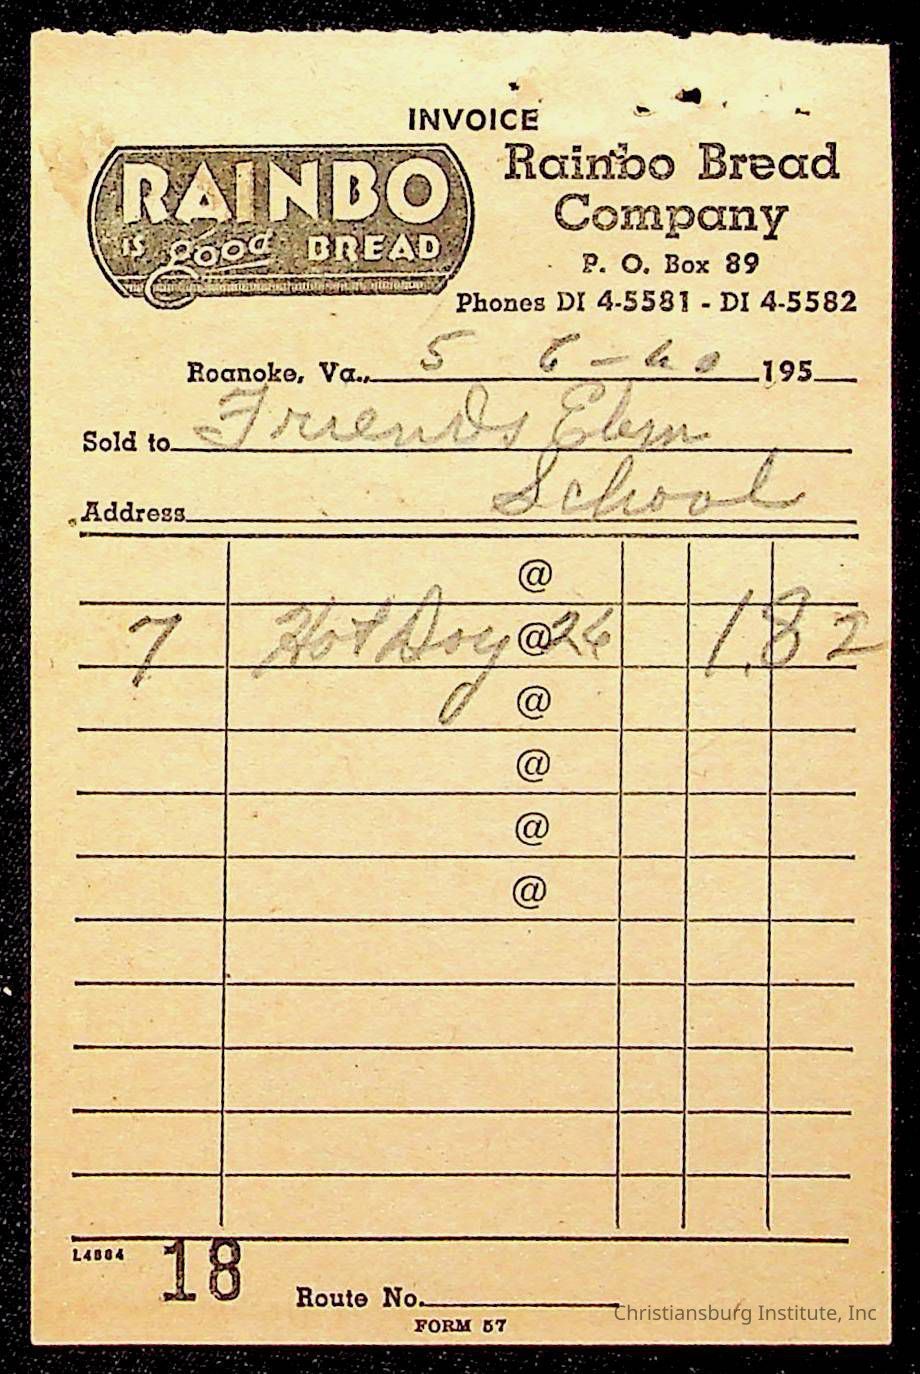 INVOICE
RAINBO
IS good BREAD
Rainbo Bread
Company
P. O. Box 89
Phones DI 4-5581 - DI 4-5582
Roanoke, Va., 5 6-60 195
Sold to Friends Elem
School
Address
@
7 Hot Dog @ 26 1.82
@
@
@
@
L4884
18
Route No.
FORM 57
Christiansburg Institute, Inc